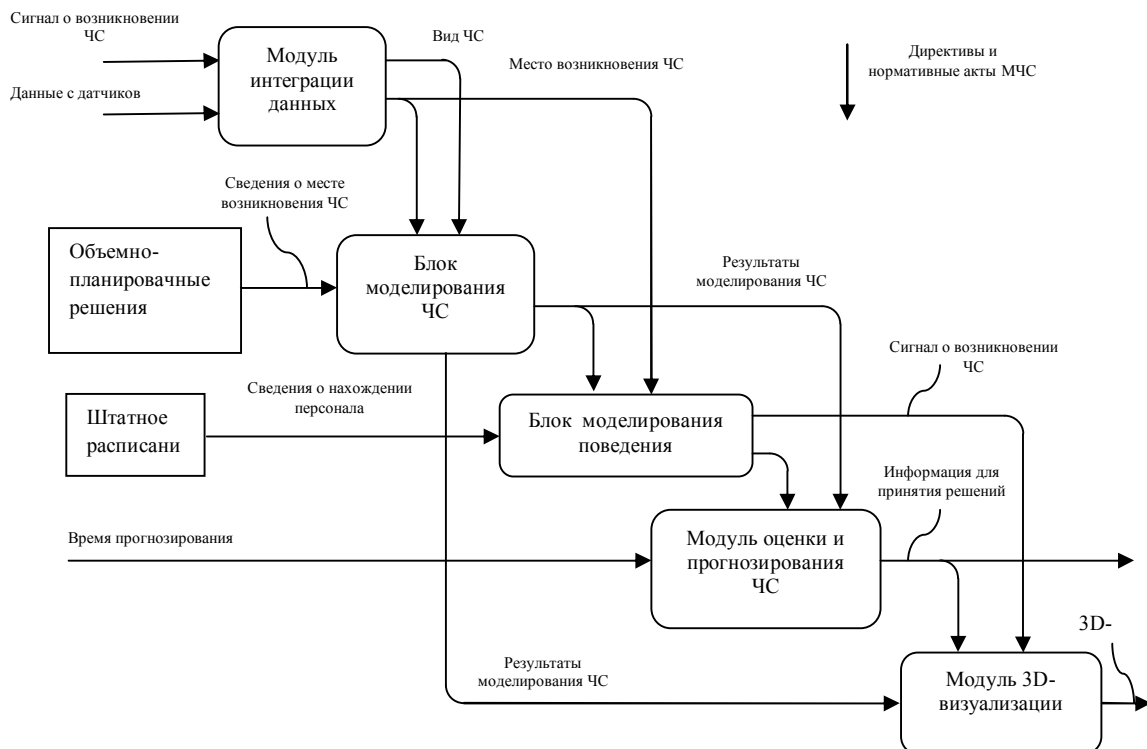 Сигнал о возникновении
ЧС
Данные с датчиков
Модуль
интеграции
данных
Вид ЧС
Место возникновения ЧС
Директивы и
нормативные акты МЧС
Сведения о месте
возникновения ЧС
Объемно-
планировачные
решения
Блок
моделирования
ЧС
Результаты
моделирования ЧС
Сигнал о возникновении
ЧС
Сведения о нахождении
персонала
Штатное
расписани
Блок моделирования
поведения
Информация для
принятия решений
Время прогнозирования
Модуль оценки и
прогнозирования
ЧС
3D-
Результаты
моделирования ЧС
Модуль 3D-
визуализации